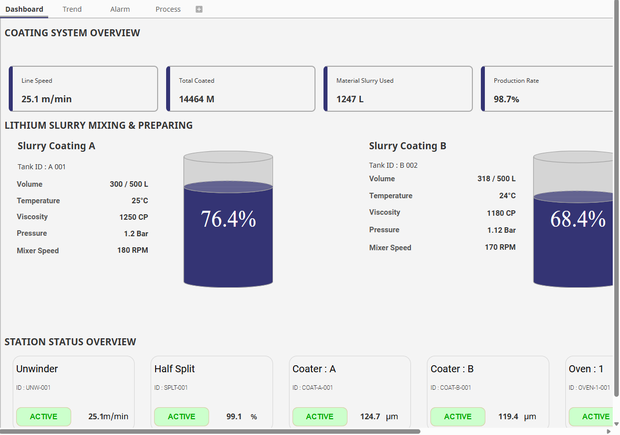 Dashboard Trend Alarm Process
COATING SYSTEM OVERVIEW
Line Speed
25.1 m/min
Total Coated
14464 M
Material Slurry Used
1247 L
Production Rate
98.7%
LITHIUM SLURRY MIXING & PREPARING
Slurry Coating A
Tank ID : A 001
Volume 300 / 500 L
Temperature 25°C
Viscosity 1250 CP
Pressure 1.2 Bar
Mixer Speed 180 RPM
76.4%
Slurry Coating B
Tank ID : B 002
Volume 318 / 500 L
Temperature 24°C
Viscosity 1180 CP
Pressure 1.12 Bar
Mixer Speed 170 RPM
68.4%
STATION STATUS OVERVIEW
Unwinder
ID : UNW-001
ACTIVE 25.1m/min
Half Split
ID : SPLT-001
ACTIVE 99.1 %
Coater : A
ID : COAT-A-001
ACTIVE 124.7 µm
Coater : B
ID : COAT-B-001
ACTIVE 119.4 µm
Oven : 1
ID : OVEN-1-001
ACTIVE